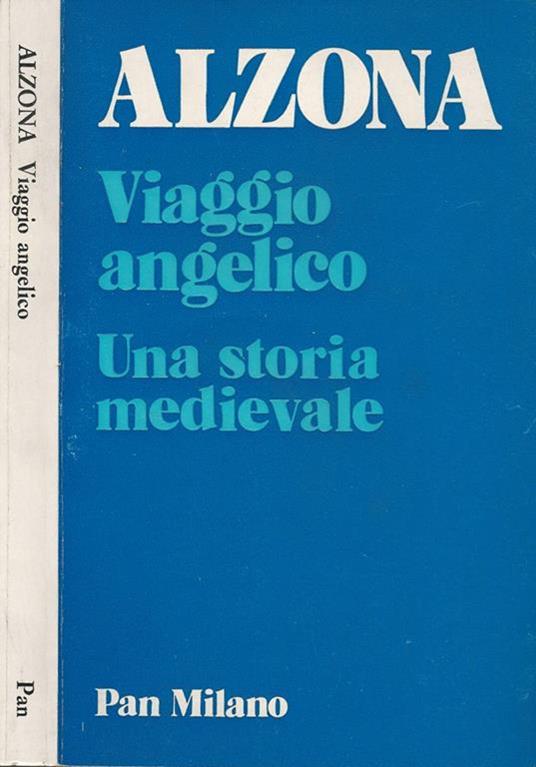 ALZONA Viaggio angelico
Pan
ALZONA
Viaggio
angelico
Una storia
medievale
Pan Milano